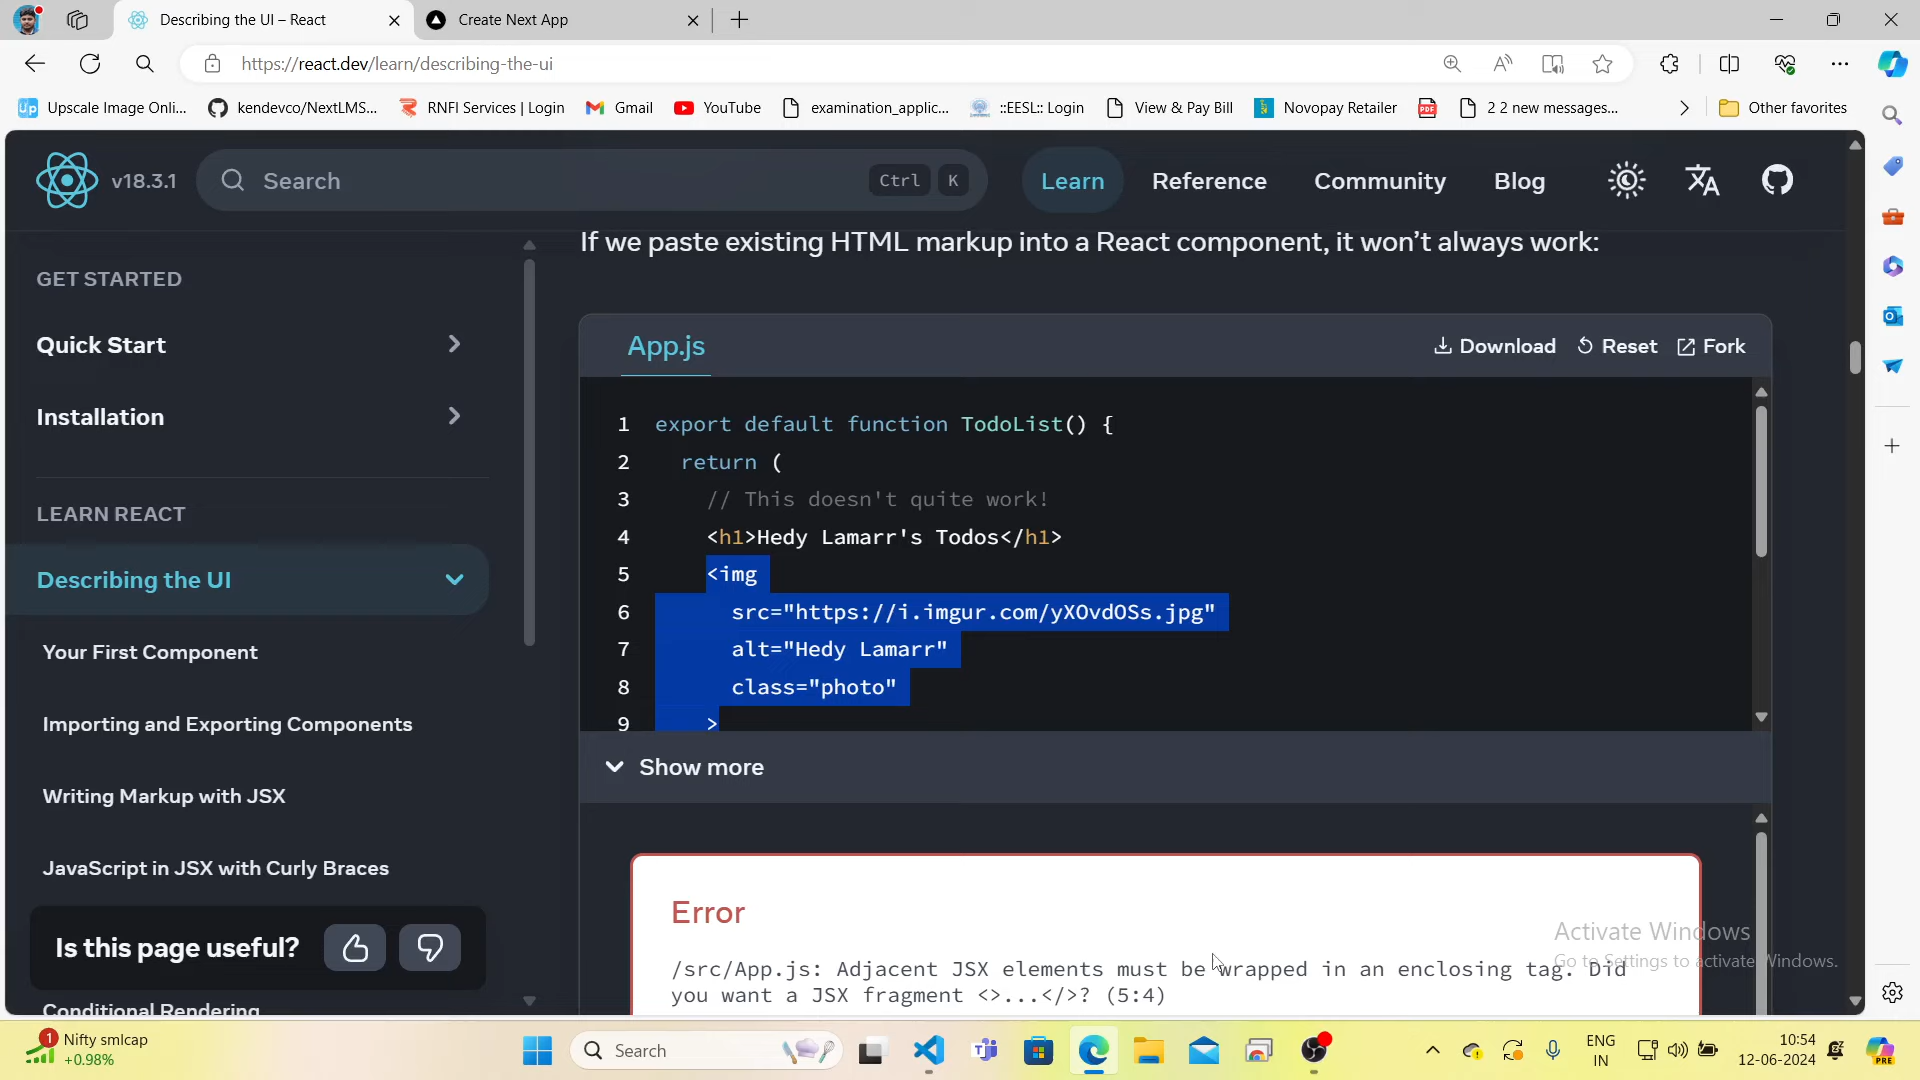 Describing the UI – React
Create Next App
https://react.dev/learn/describing-the-ui
Upscale Image Onli...
kendevco/NextLMS...
RNFI Services | Login
Gmail
YouTube
examination_applic...
::EESL:: Login
View & Pay Bill
Novopay Retailer
PDF
2 2 new messages...
Other favorites
v18.3.1
Search
Ctrl K
Learn
Reference
Community
Blog
GET STARTED
Quick Start
Installation
LEARN REACT
Describing the UI
Your First Component
Importing and Exporting Components
Writing Markup with JSX
JavaScript in JSX with Curly Braces
Conditional Rendering
Is this page useful?
If we paste existing HTML markup into a React component, it won’t always work:
App.js
Download
Reset
Fork
1 export default function TodoList() {
2 return (
3 // This doesn't quite work!
4 <h1>Hedy Lamarr's Todos</h1>
5 <img
6 src="https://i.imgur.com/yXOvdOSs.jpg"
7 alt="Hedy Lamarr"
8 class="photo"
9 >
Show more
Error
/src/App.js: Adjacent JSX elements must be wrapped in an enclosing tag. Did
you want a JSX fragment <>...</>? (5:4)
Activate Windows
Go to Settings to activate Windows.
1
Nifty smlcap
+0.98%
Search
ENG
IN
10:54
12-06-2024
PRE